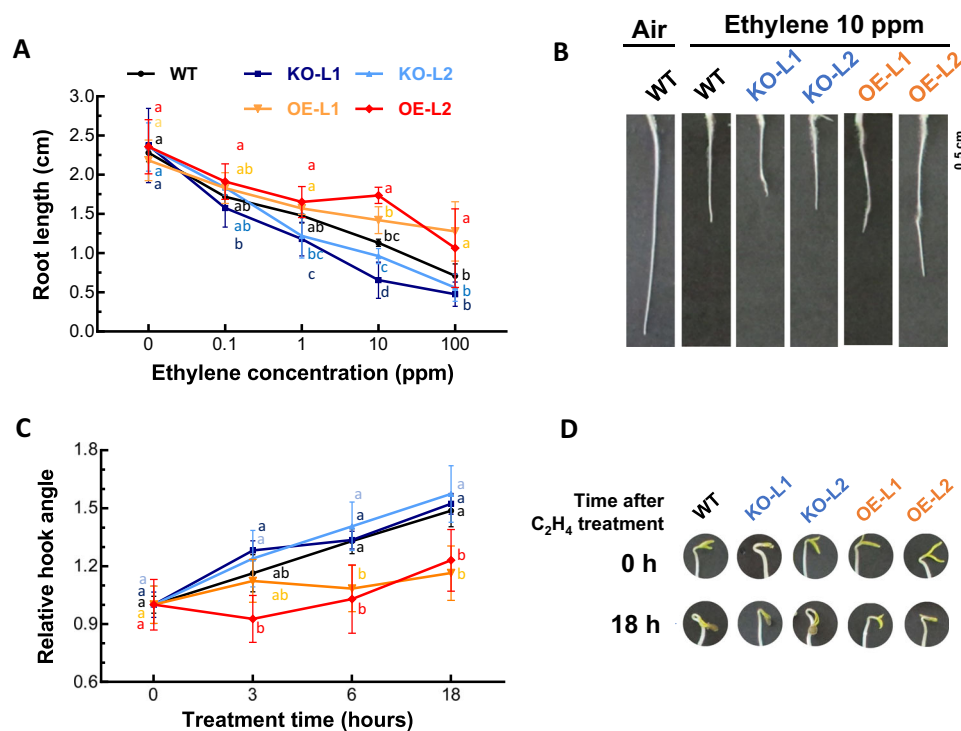 A
WT
KO-L1
KO-L2
OE-L1
OE-L2
Root length (cm)
3.0
2.5
2.0
1.5
1.0
0.5
0.0
a
a
a
a
a
a
ab
ab
ab
b
a
a
ab
bc
c
a
b
bc
c
d
a
a
b
b
b
0
0.1
1
10
100
Ethylene concentration (ppm)
B
Air
Ethylene 10 ppm
WT
WT
KO-L1
KO-L2
OE-L1
OE-L2
0.5 cm
C
Relative hook angle
1.8
1.5
1.2
0.9
0.6
a
a
a
a
a
a
a
ab
ab
b
a
a
a
b
b
a
a
a
b
b
0
3
6
18
Treatment time (hours)
D
Time after
C₂H₄ treatment
WT
KO-L1
KO-L2
OE-L1
OE-L2
0 h
18 h